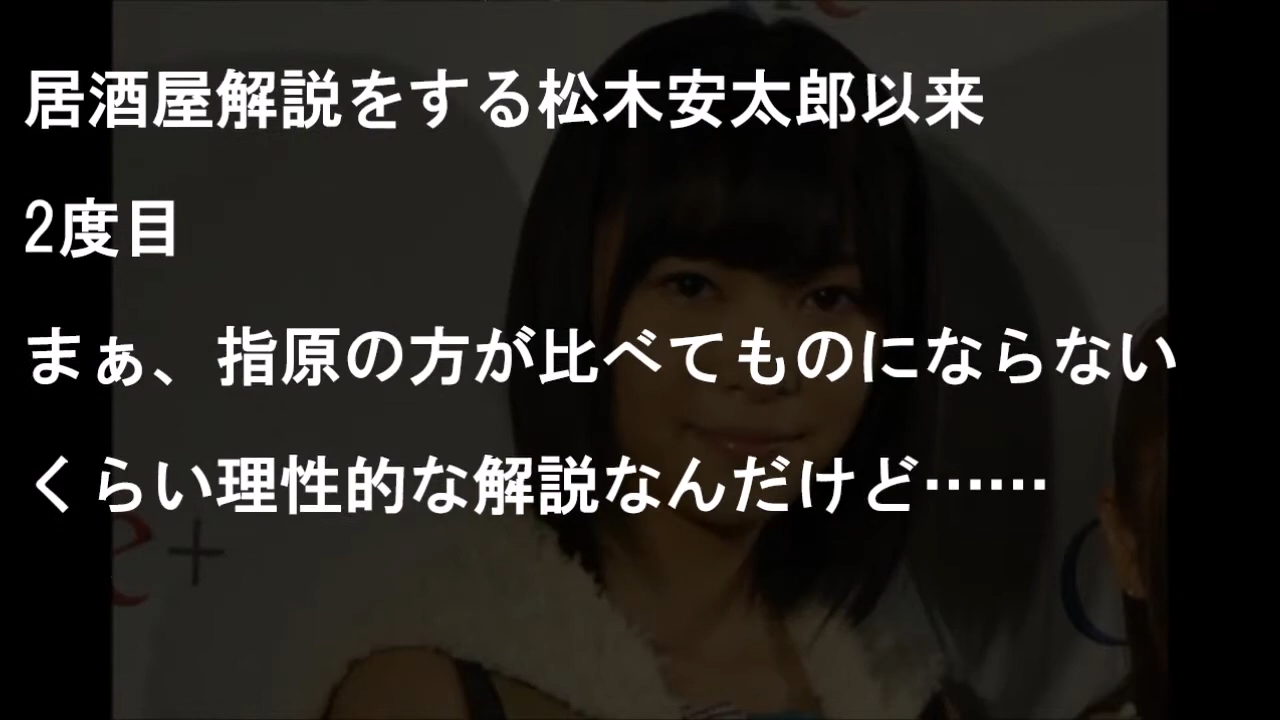 居酒屋解説をする松木安太郎以来
2度目
まぁ、指原の方が比べてものにならない
くらい理性的な解説なんだけど……
e+